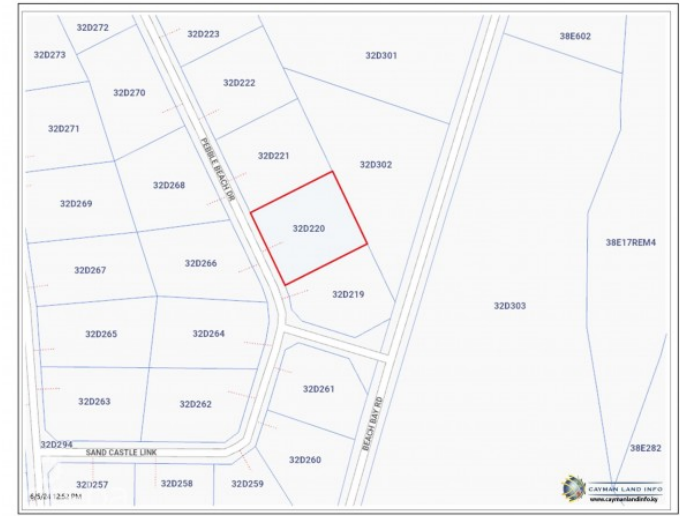 32D272
32D223
38E602
32D273
32D301
32D222
32D270
32D271
32D221
PEBBLE BEACH DR
32D302
32D268
32D269
32D220
38E17REM4
32D266
32D267
32D219
32D303
32D265
32D264
32D261
32D263
32D262
BEACH BAY RD
32D294
SAND CASTLE LINK
32D260
38E282
32D257
32D258
32D259
CAYMAN LAND INFO
www.caymanlandinfo.ky